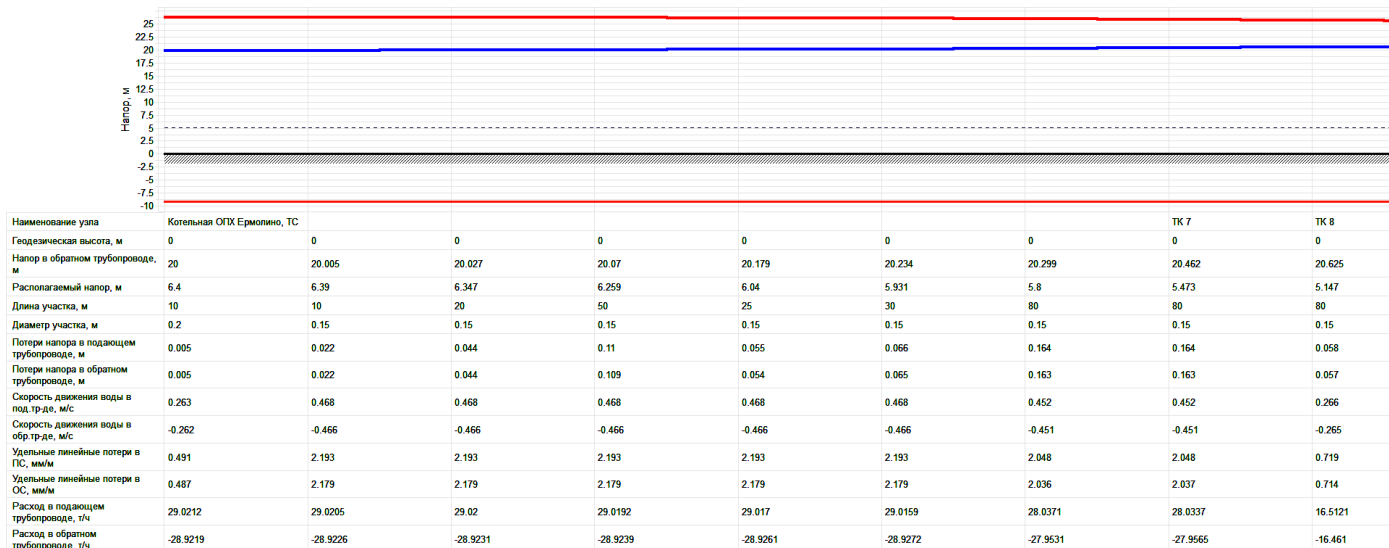 25
22.5
20
17.5
15
12.5
10
7.5
5
2.5
0
-2.5
-5
-7.5
-10
Напор, м
Наименование узла Котельная ОПХ Ермолино, ТС ТК 7 ТК 8
Геодезическая высота, м 0 0 0 0 0 0 0 0 0
Напор в обратном трубопроводе,
м 20 20.005 20.027 20.07 20.179 20.234 20.299 20.462 20.625
Располагаемый напор, м 6.4 6.39 6.347 6.259 6.04 5.931 5.8 5.473 5.147
Длина участка, м 10 10 20 50 25 30 80 80 80
Диаметр участка, м 0.2 0.15 0.15 0.15 0.15 0.15 0.15 0.15 0.15
Потери напора в подающем
трубопроводе, м 0.005 0.022 0.044 0.11 0.055 0.066 0.164 0.164 0.058
Потери напора в обратном
трубопроводе, м 0.005 0.022 0.044 0.109 0.054 0.065 0.163 0.163 0.057
Скорость движения воды в
под.тр-де, м/с 0.263 0.468 0.468 0.468 0.468 0.468 0.452 0.452 0.266
Скорость движения воды в
обр.тр-де, м/с -0.262 -0.466 -0.466 -0.466 -0.466 -0.466 -0.451 -0.451 -0.265
Удельные линейные потери в
ПС, мм/м 0.491 2.193 2.193 2.193 2.193 2.193 2.048 2.048 0.719
Удельные линейные потери в
ОС, мм/м 0.487 2.179 2.179 2.179 2.179 2.179 2.036 2.037 0.714
Расход в подающем
трубопроводе, т/ч 29.0212 29.0205 29.02 29.0192 29.017 29.0159 28.0371 28.0337 16.5121
Расход в обратном
трубопроводе, т/ч -28.9219 -28.9226 -28.9231 -28.9239 -28.9261 -28.9272 -27.9531 -27.9565 -16.461